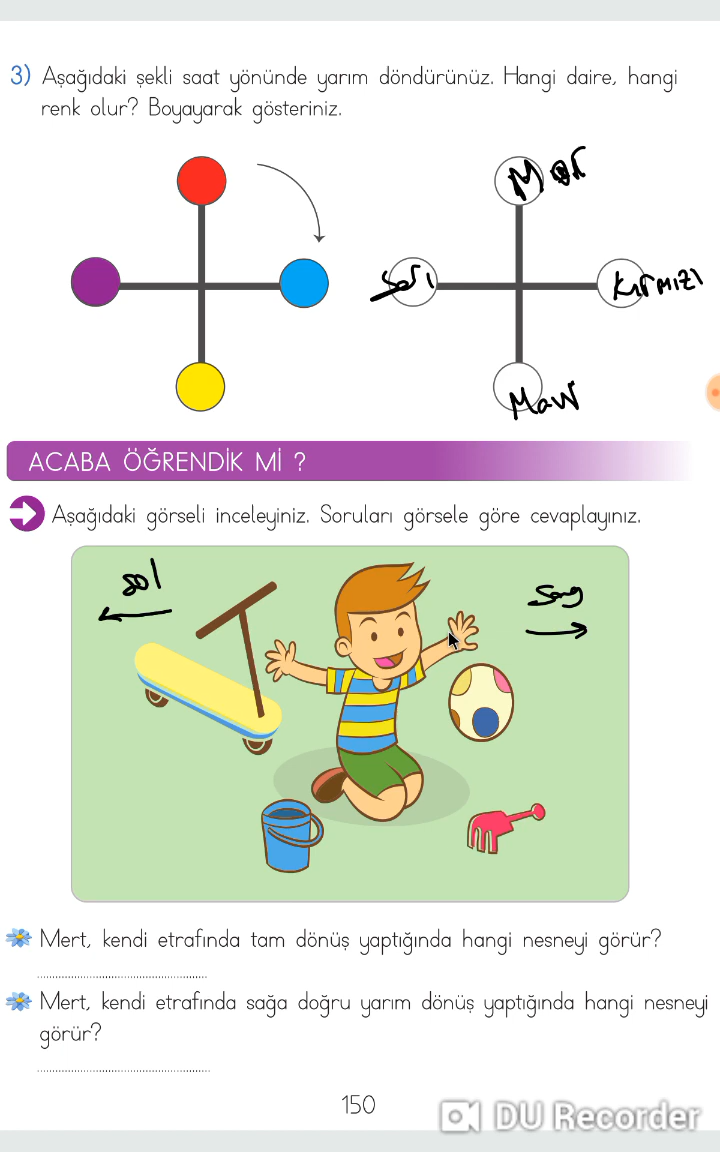 3) Aşağıdaki şekli saat yönünde yarım döndürünüz. Hangi daire, hangi
renk olur? Boyayarak gösteriniz.
Mor
Sarı
Kırmızı
Mavi
ACABA ÖĞRENDİK Mİ ?
Aşağıdaki görseli inceleyiniz. Soruları görsele göre cevaplayınız.
sol
Sağ
Mert, kendi etrafında tam dönüş yaptığında hangi nesneyi görür?
Mert, kendi etrafında sağa doğru yarım dönüş yaptığında hangi nesneyi
görür?
150
DU Recorder